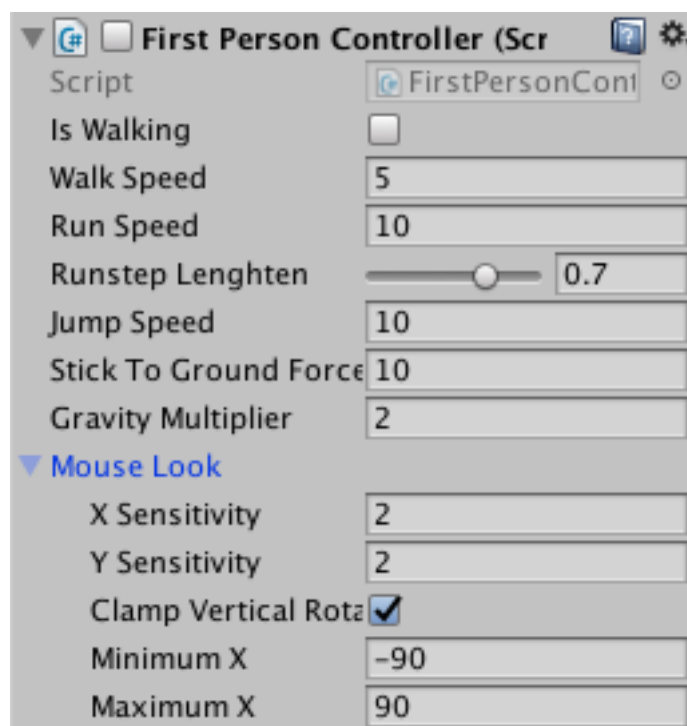 First Person Controller (Scr
Script FirstPersonCont
Is Walking
Walk Speed 5
Run Speed 10
Runstep Lenghten 0.7
Jump Speed 10
Stick To Ground Force 10
Gravity Multiplier 2
Mouse Look
X Sensitivity 2
Y Sensitivity 2
Clamp Vertical Rota
Minimum X -90
Maximum X 90